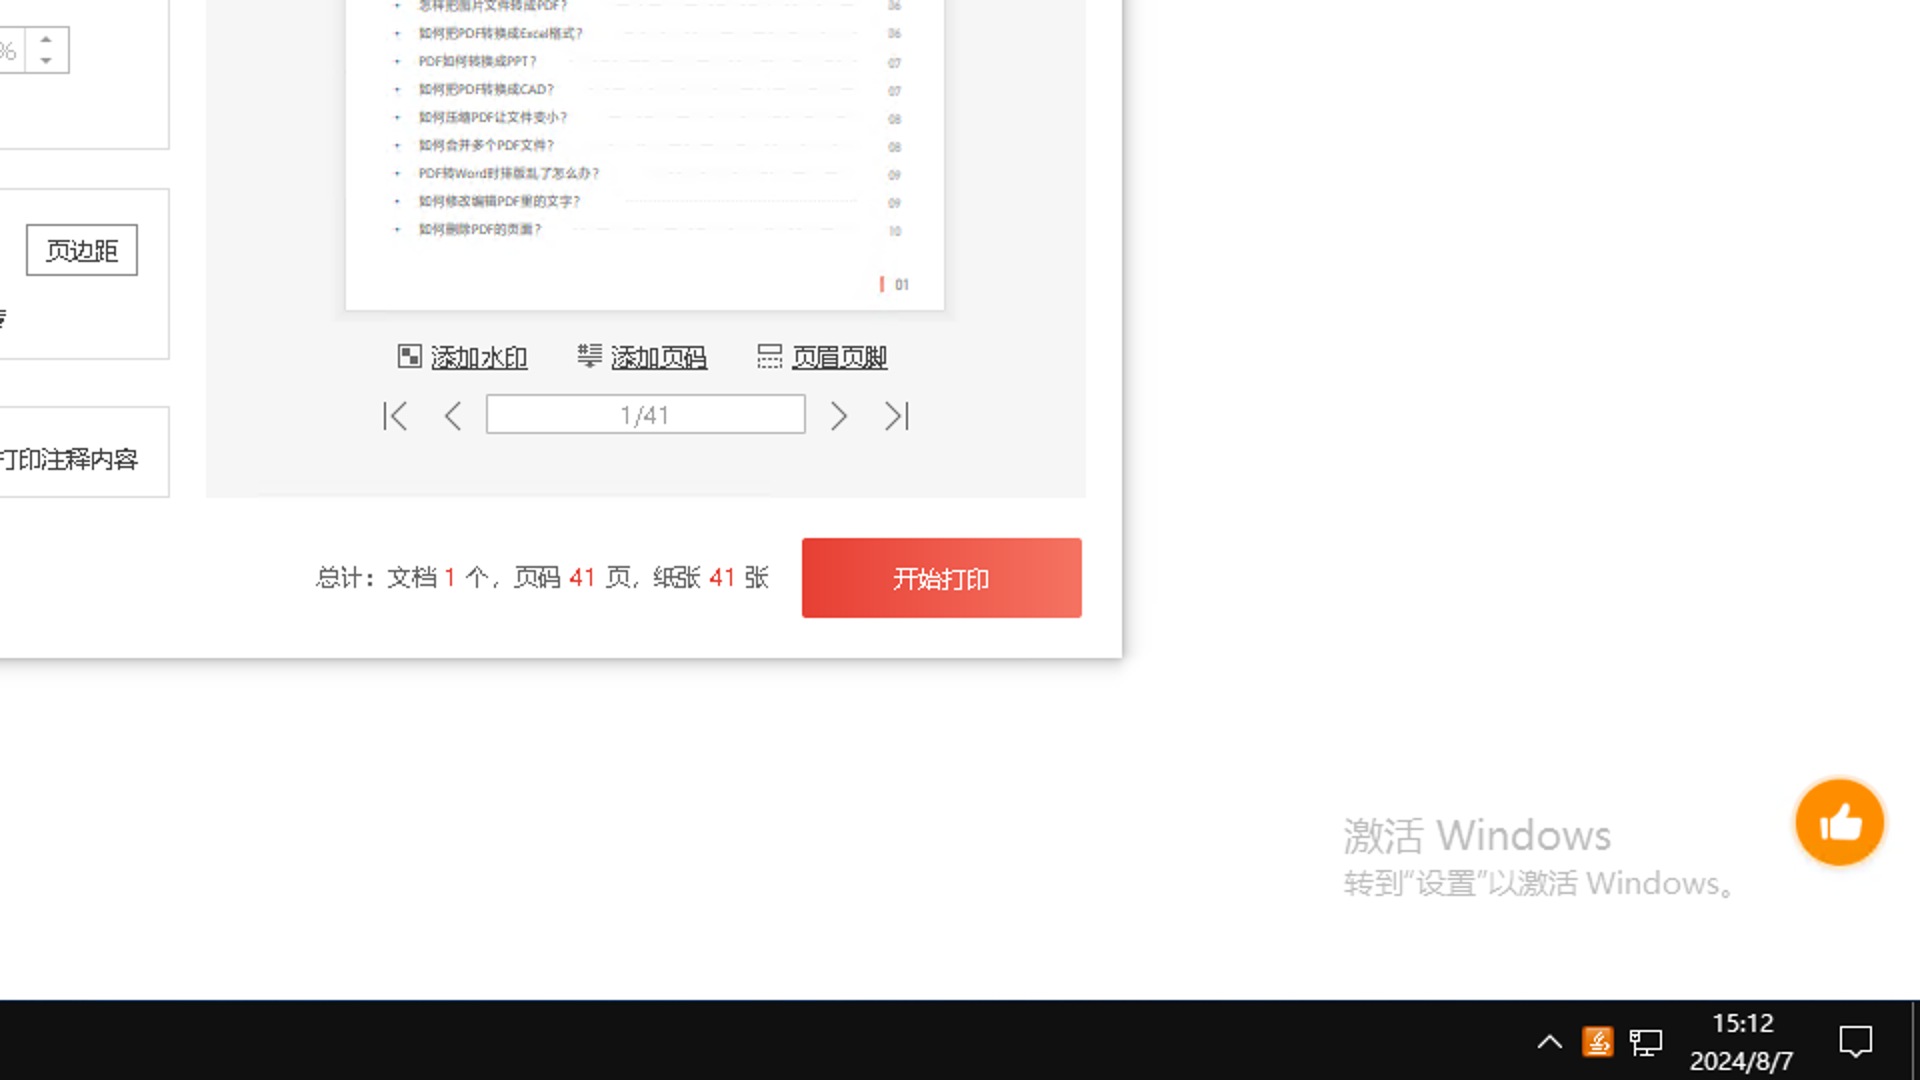 怎样把图片文件转成PDF? 06
如何把PDF转换成Excel格式? 06
PDF如何转换成PPT? 07
如何把PDF转换成CAD? 07
如何压缩PDF让文件变小? 08
如何合并多个PDF文件? 08
PDF转Word时排版乱了怎么办? 09
如何修改编辑PDF里的文字? 09
如何删除PDF的页面? 10
01
%
页边距
打印注释内容
添加水印 添加页码 页眉页脚
1/41
总计：文档 1 个，页码 41 页，纸张 41 张
开始打印
激活 Windows
转到“设置”以激活 Windows。
15:12
2024/8/7